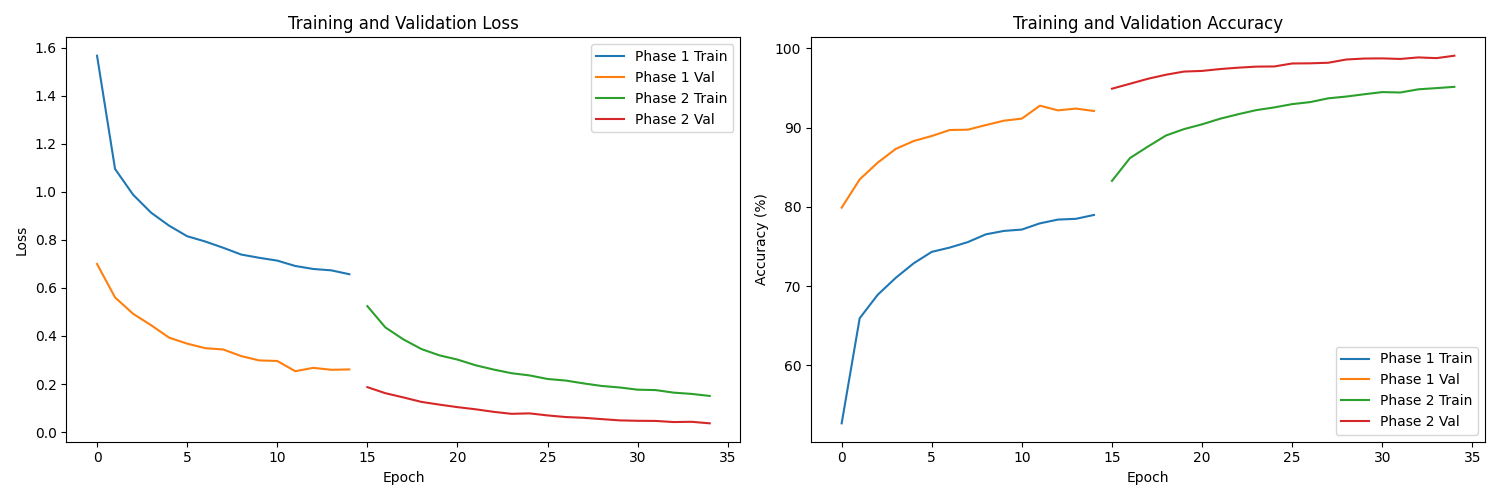 Training and Validation Loss
1.6
1.4
1.2
1.0
0.8
0.6
0.4
0.2
0.0
Loss
0 5 10 15 20 25 30 35
Epoch
Phase 1 Train
Phase 1 Val
Phase 2 Train
Phase 2 Val
Training and Validation Accuracy
100
90
80
70
60
Accuracy (%)
0 5 10 15 20 25 30 35
Epoch
Phase 1 Train
Phase 1 Val
Phase 2 Train
Phase 2 Val